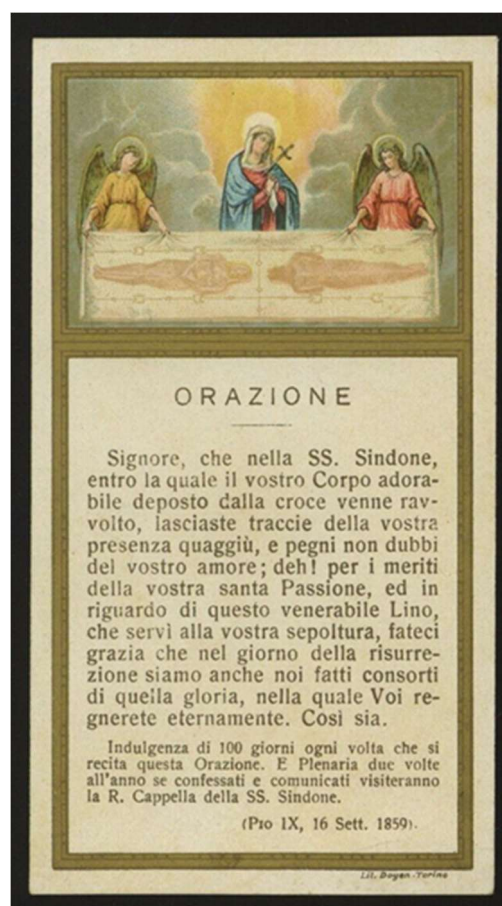 ORAZIONE
Signore, che nella SS. Sindone,
entro la quale il vostro Corpo adora-
bile deposto dalla croce venne rav-
volto, lasciaste traccie della vostra
presenza quaggiù, e pegni non dubbi
del vostro amore; deh! per i meriti
della vostra santa Passione, ed in
riguardo di questo venerabile Lino,
che servì alla vostra sepoltura, fateci
grazia che nel giorno della risurre-
zione siamo anche noi fatti consorti
di quella gloria, nella quale Voi re-
gnerete eternamente. Così sia.
Indulgenza di 100 giorni ogni volta che si
recita questa Orazione. E Plenaria due volte
all'anno se confessati e comunicati visiteranno
la R. Cappella della SS. Sindone.
(Pio IX, 16 Sett. 1859).
Lit. Doyen-Torino